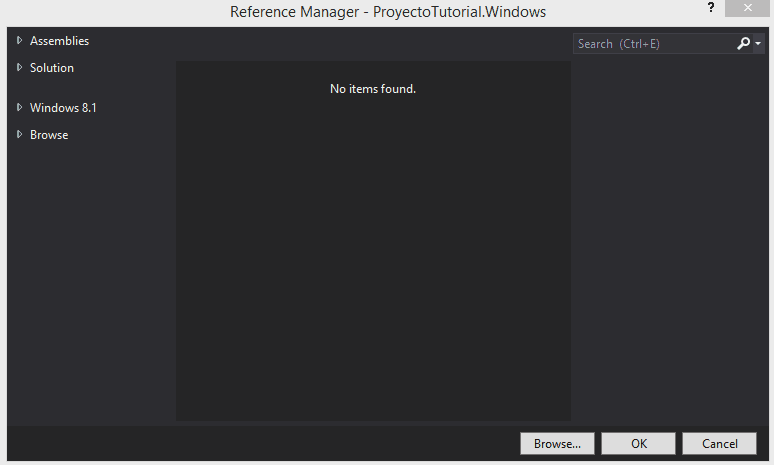 Reference Manager - ProyectoTutorial.Windows
?
Assemblies
Search (Ctrl+E)
Solution
No items found.
Windows 8.1
Browse
Browse...
OK
Cancel